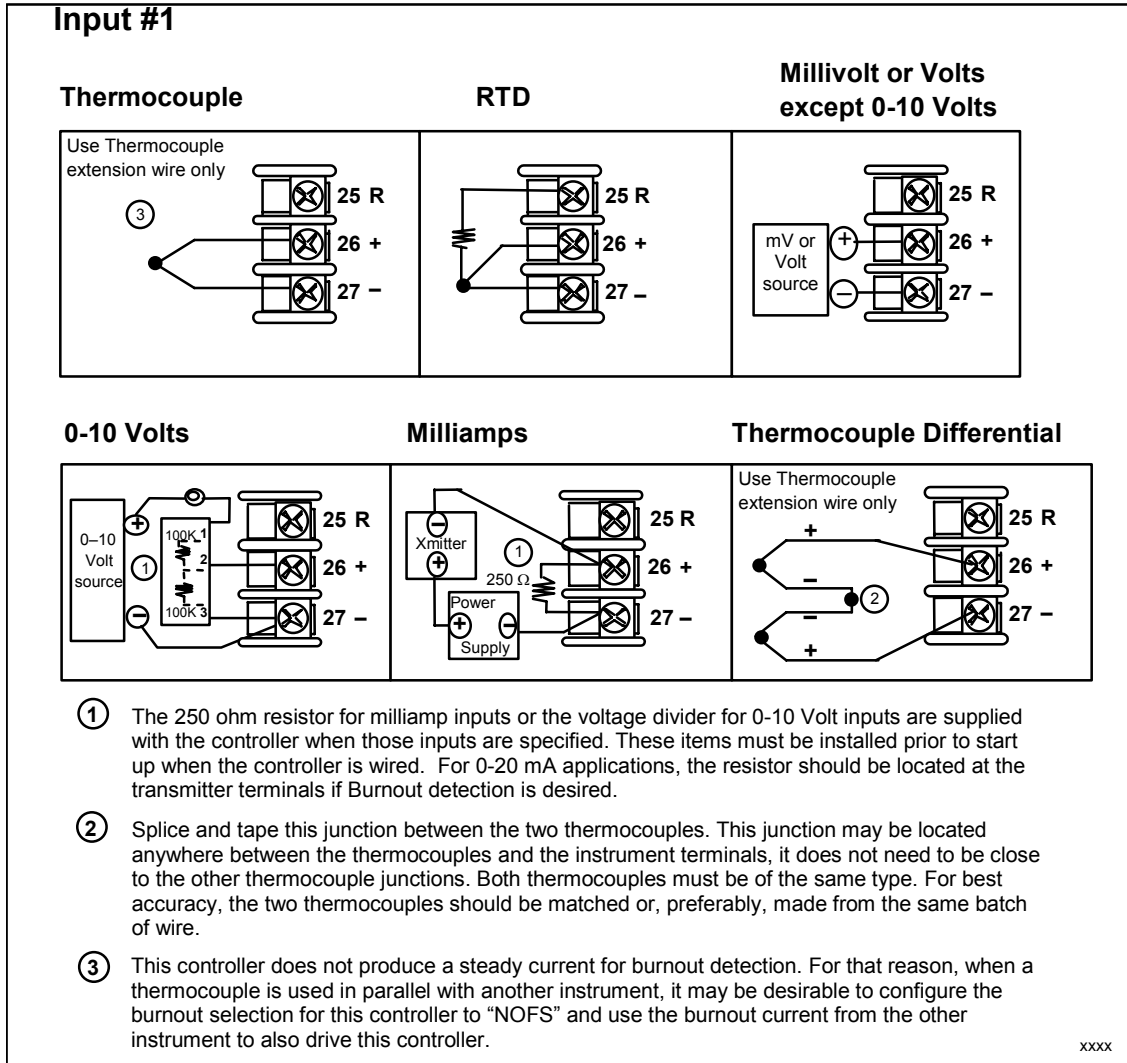 Input #1
Thermocouple
RTD
Millivolt or Volts
except 0-10 Volts
Use Thermocouple
extension wire only
3
25 R
26 +
27 –
25 R
26 +
27 –
mV or
Volt
source
+
–
25 R
26 +
27 –
0-10 Volts
Milliamps
Thermocouple Differential
0–10
Volt
source
+
–
1
100K 1
2
100K 3
25 R
26 +
27 –
–
Xmitter
+
1
250 Ω
Power
+ –
Supply
25 R
26 +
27 –
Use Thermocouple
extension wire only
+
–
2
–
+
25 R
26 +
27 –
1 The 250 ohm resistor for milliamp inputs or the voltage divider for 0-10 Volt inputs are supplied
with the controller when those inputs are specified. These items must be installed prior to start
up when the controller is wired.  For 0-20 mA applications, the resistor should be located at the
transmitter terminals if Burnout detection is desired.
2 Splice and tape this junction between the two thermocouples. This junction may be located
anywhere between the thermocouples and the instrument terminals, it does not need to be close
to the other thermocouple junctions. Both thermocouples must be of the same type. For best
accuracy, the two thermocouples should be matched or, preferably, made from the same batch
of wire.
3 This controller does not produce a steady current for burnout detection. For that reason, when a
thermocouple is used in parallel with another instrument, it may be desirable to configure the
burnout selection for this controller to “NOFS” and use the burnout current from the other
instrument to also drive this controller.
xxxx